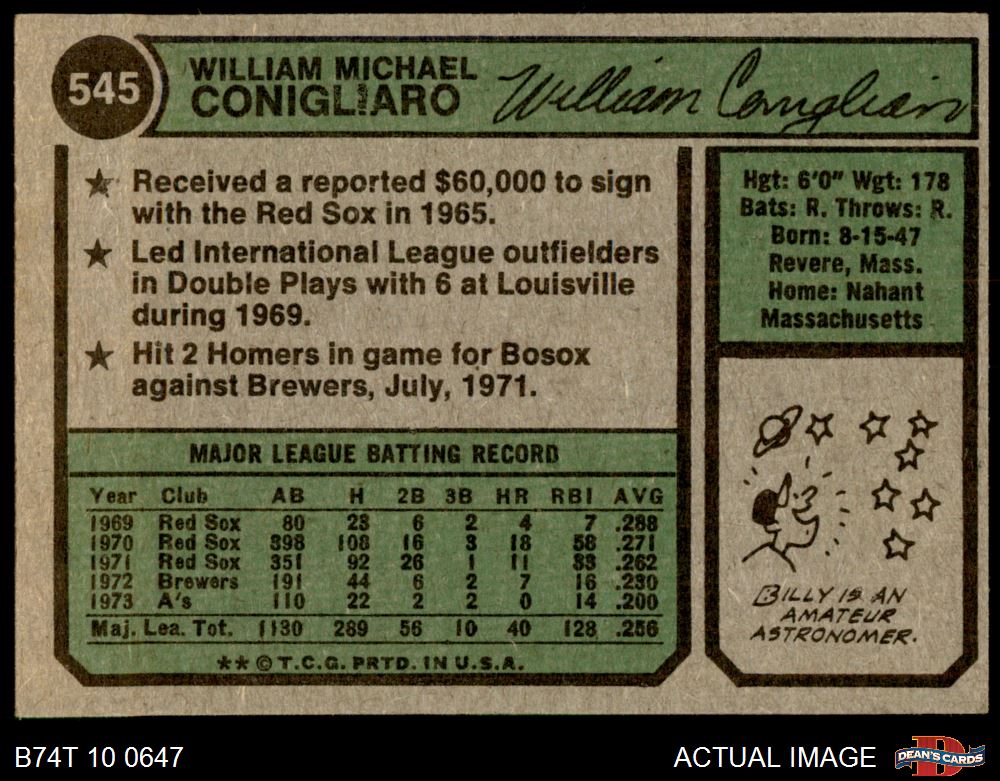 545
WILLIAM MICHAEL
CONIGLIARO
William Conigliaro
★ Received a reported $60,000 to sign
with the Red Sox in 1965.
★ Led International League outfielders
in Double Plays with 6 at Louisville
during 1969.
★ Hit 2 Homers in game for Bosox
against Brewers, July, 1971.
Hgt: 6'0" Wgt: 178
Bats: R. Throws: R.
Born: 8-15-47
Revere, Mass.
Home: Nahant
Massachusetts
MAJOR LEAGUE BATTING RECORD
Year Club AB H 2B 3B HR RBI AVG
1969 Red Sox 80 23 6 2 4 7 .288
1970 Red Sox 398 108 16 3 18 58 .271
1971 Red Sox 351 92 26 1 11 33 .262
1972 Brewers 191 44 6 2 7 16 .230
1973 A's 110 22 2 2 0 14 .200
Maj. Lea. Tot. 1130 289 56 10 40 128 .256
**©T.C.G. PRTD. IN U.S.A.
BILLY IS AN
AMATEUR
ASTRONOMER.
B74T 10 0647
ACTUAL IMAGE
D
DEAN'S CARDS